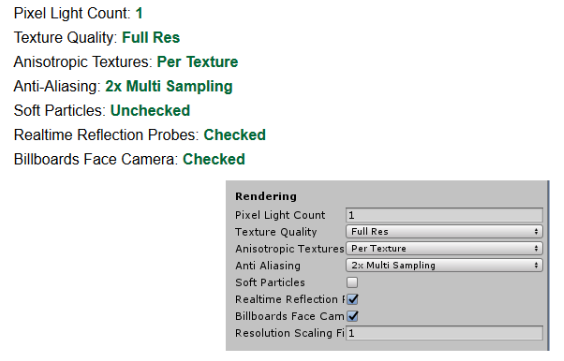 Pixel Light Count: 1
Texture Quality: Full Res
Anisotropic Textures: Per Texture
Anti-Aliasing: 2x Multi Sampling
Soft Particles: Unchecked
Realtime Reflection Probes: Checked
Billboards Face Camera: Checked
Rendering
Pixel Light Count 1
Texture Quality Full Res
Anisotropic Textures Per Texture
Anti Aliasing 2x Multi Sampling
Soft Particles
Realtime Reflection
Billboards Face Cam
Resolution Scaling Fi 1